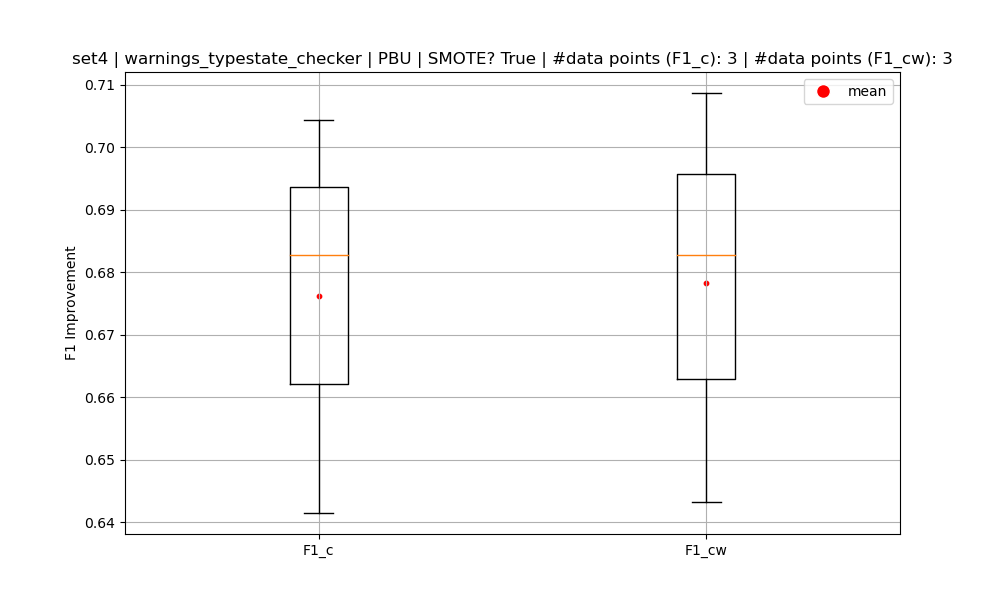 set4 | warnings_typestate_checker | PBU | SMOTE? True | #data points (F1_c): 3 | #data points (F1_cw): 3
0.71
mean
0.70
0.69
0.68
0.67
0.66
0.65
0.64
F1 Improvement
F1_c
F1_cw